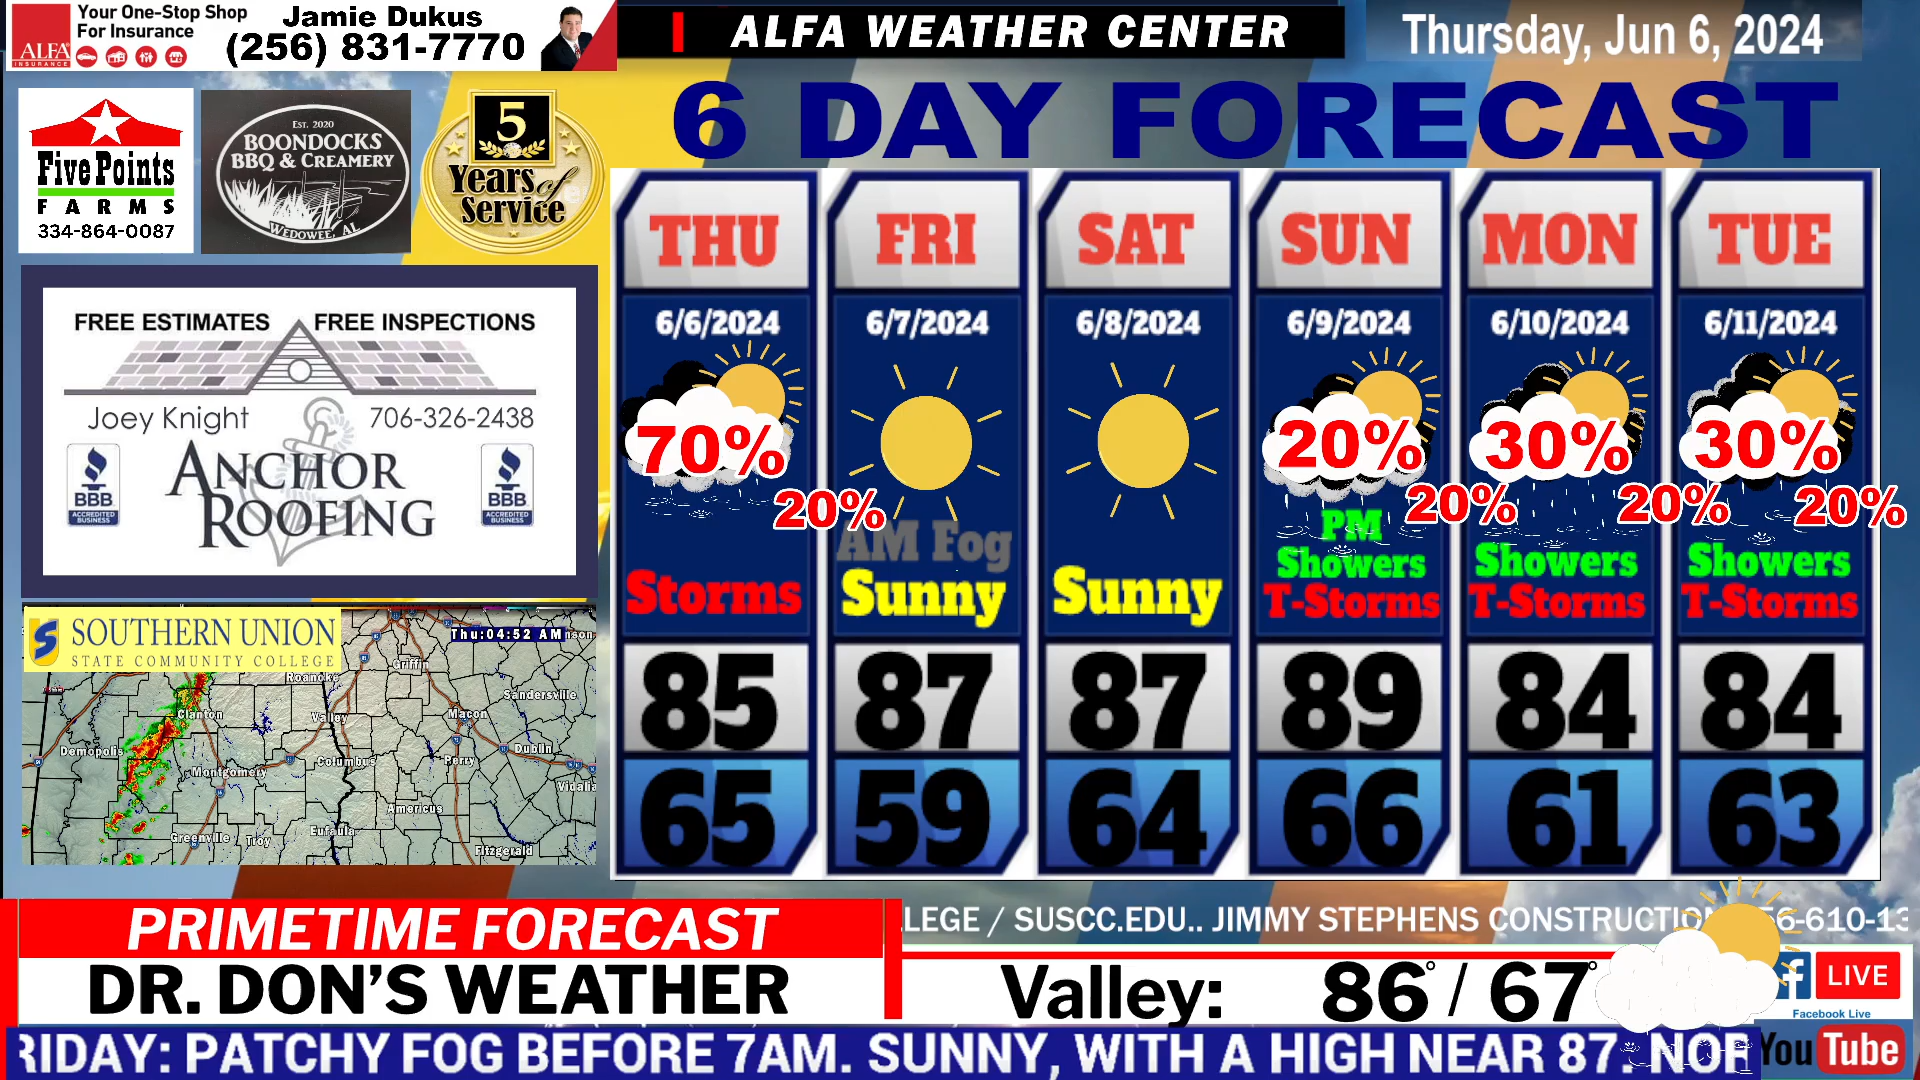 ALFA
INSURANCE
Your One-Stop Shop
For Insurance
Jamie Dukus
(256) 831-7770
ALFA WEATHER CENTER
Thursday, Jun 6, 2024
6 DAY FORECAST
Five Points
FARMS
334-864-0087
EST. 2020
BOONDOCKS
BBQ & CREAMERY
WEDOWEE, AL
5
Years of
Service
FREE ESTIMATES FREE INSPECTIONS
Joey Knight 706-326-2438
ANCHOR
ROOFING
BBB
ACCREDITED
BUSINESS
BBB
ACCREDITED
BUSINESS
SOUTHERN UNION
STATE COMMUNITY COLLEGE
Thu:04:52 AM
Griffin
Roanoke
Sandersville
Clanton
Valley
Macon
Demopolis
Dublin
Montgomery
Columbus
Perry
Vidalia
Americus
Greenville
Troy
Eufaula
Fitzgerald
THU FRI SAT SUN MON TUE
6/6/2024 6/7/2024 6/8/2024 6/9/2024 6/10/2024 6/11/2024
70% 20% 30% 30%
20% 20% 20% 20%
Storms
AM Fog
Sunny
Sunny
PM
Showers
T-Storms
Showers
T-Storms
Showers
T-Storms
85 87 87 89 84 84
65 59 64 66 61 63
PRIMETIME FORECAST
DR. DON'S WEATHER
LEGE / SUSCC.EDU.. JIMMY STEPHENS CONSTRUCTIO 6-610-13
Valley: 86° / 67°
f LIVE
Facebook Live
RIDAY: PATCHY FOG BEFORE 7AM. SUNNY, WITH A HIGH NEAR 87. NOR
YouTube